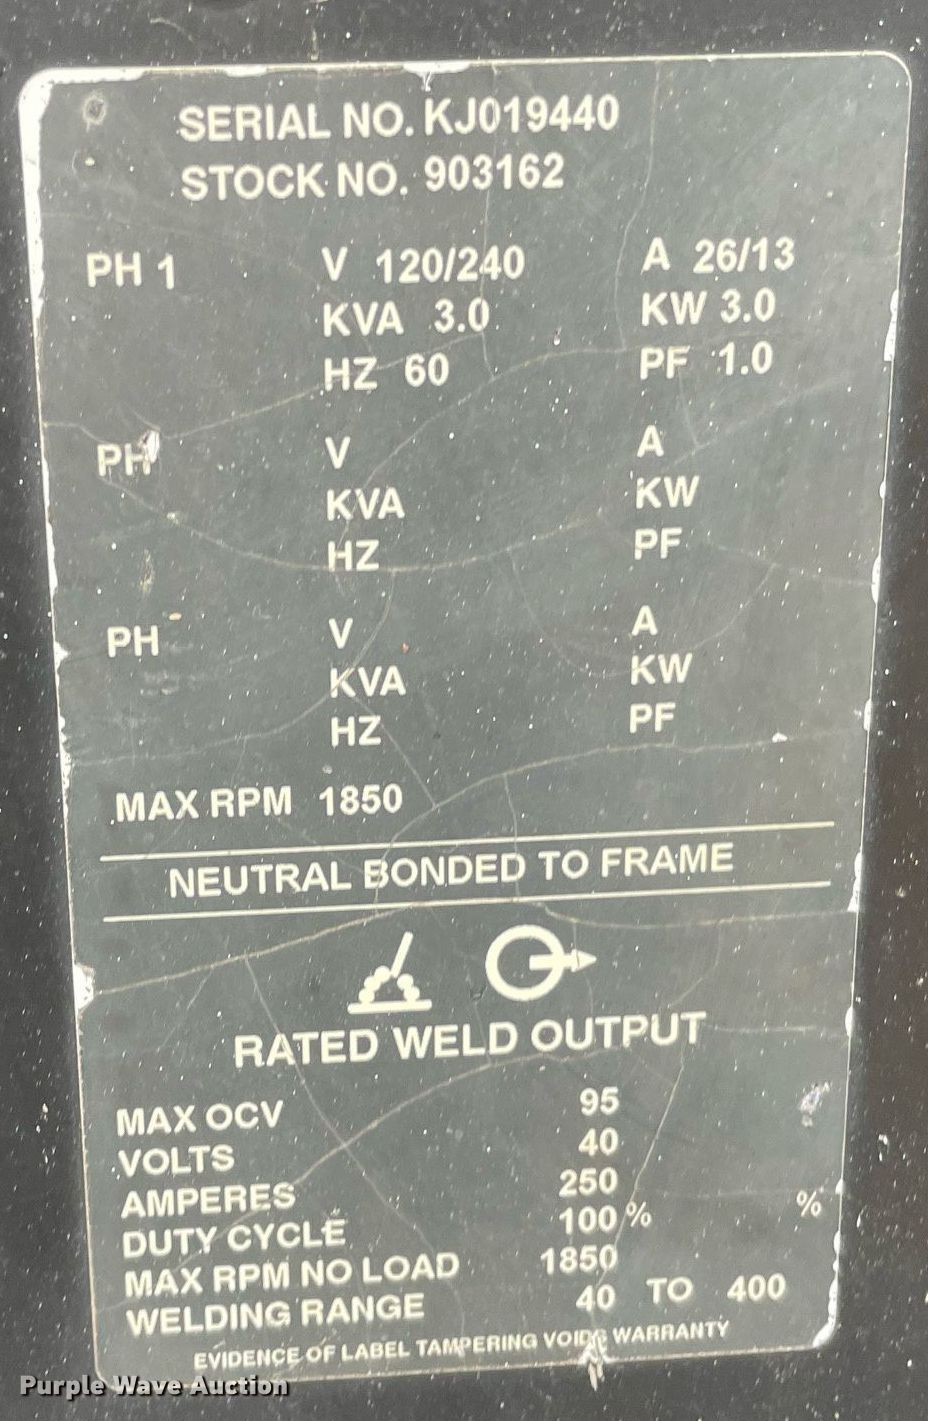 SERIAL NO. KJ019440
STOCK NO. 903162
PH 1 V 120/240 A 26/13
KVA 3.0 KW 3.0
HZ 60 PF 1.0
PH V A
KVA KW
HZ PF
PH V A
KVA KW
HZ PF
MAX RPM 1850
NEUTRAL BONDED TO FRAME
RATED WELD OUTPUT
MAX OCV 95
VOLTS 40
AMPERES 250
DUTY CYCLE 100 % %
MAX RPM NO LOAD 1850
WELDING RANGE 40 TO 400
EVIDENCE OF LABEL TAMPERING VOIDS WARRANTY
Purple Wave Auction